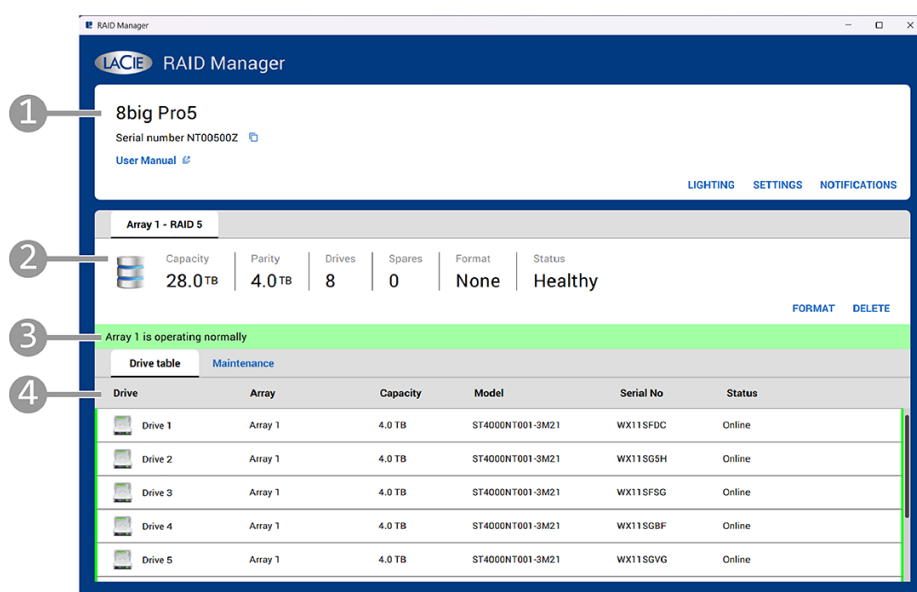 RAID Manager
LACIE RAID Manager
1
8big Pro5
Serial number NT00500Z
User Manual
LIGHTING SETTINGS NOTIFICATIONS
Array 1 - RAID 5
2
Capacity Parity Drives Spares Format Status
28.0 TB 4.0 TB 8 0 None Healthy
FORMAT DELETE
3
Array 1 is operating normally
Drive table Maintenance
4
Drive Array Capacity Model Serial No Status
Drive 1 Array 1 4.0 TB ST4000NT001-3M21 WX11SFDC Online
Drive 2 Array 1 4.0 TB ST4000NT001-3M21 WX11SG5H Online
Drive 3 Array 1 4.0 TB ST4000NT001-3M21 WX11SFSG Online
Drive 4 Array 1 4.0 TB ST4000NT001-3M21 WX11SGBF Online
Drive 5 Array 1 4.0 TB ST4000NT001-3M21 WX11SGVG Online